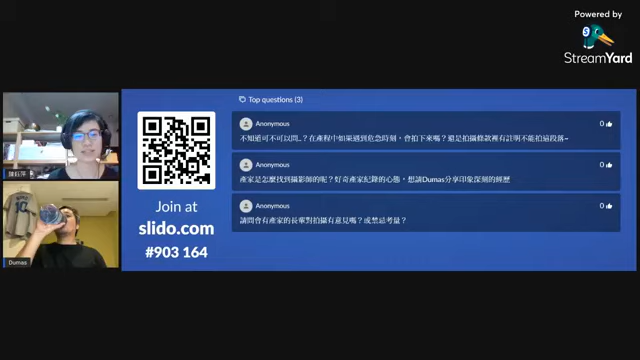 Powered by
StreamYard
Top questions (3)
Anonymous
0
不知道可不可以問..? 在產程中如果遇到危急時刻，會拍下來嗎？還是拍攝條款裡有註明不能拍這段落~
Anonymous
0
產家是怎麼找到攝影師的呢？好奇產家紀錄的心態，想請Dumas分享印象深刻的經歷
Anonymous
0
請問會有產家的長輩對拍攝有意見嗎？或禁忌考量？
Join at
slido.com
#903 164
陳鈺萍
10
Dumas